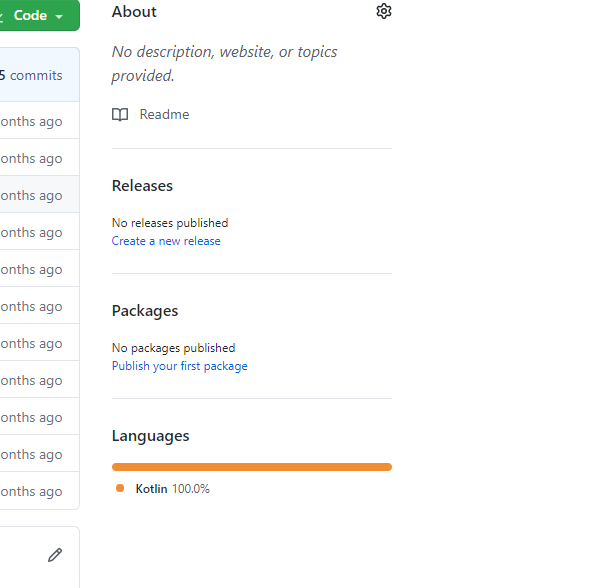 Code
About
No description, website, or topics
provided.
5 commits
Readme
onths ago
onths ago
onths ago
Releases
No releases published
onths ago
Create a new release
onths ago
onths ago
Packages
onths ago
No packages published
Publish your first package
onths ago
onths ago
Languages
onths ago
Kotlin 100.0%
onths ago